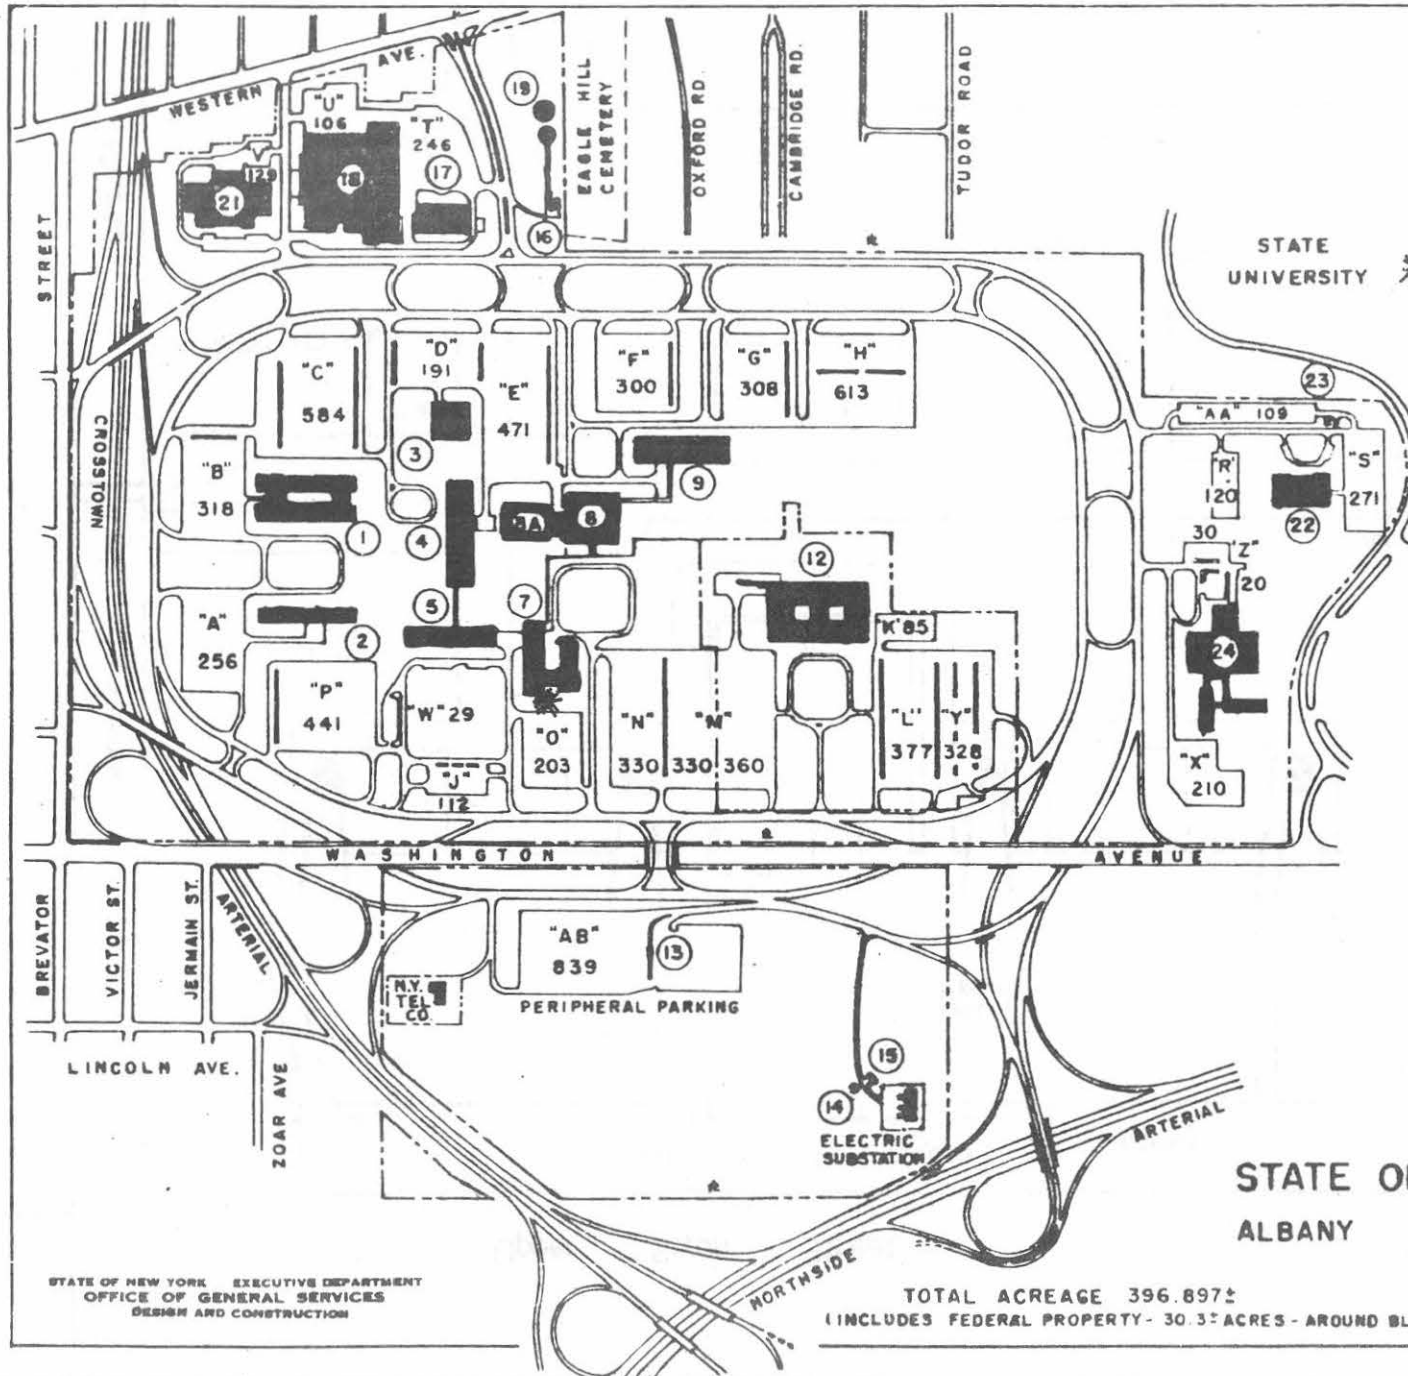 WESTERN AVE.
"U"
106
"T"
246
17
19
EAGLE HILL
CEMETERY
OXFORD RD.
CAMBRIDGE RD.
TUDOR ROAD
129
21
18
16
STATE
UNIVERSITY
STREET
CROSSTOWN
"C"
584
"D"
191
"E"
471
"F"
300
"G"
308
"H"
613
23
"AA" 109
"B"
318
3
9
"R"
120
"S"
271
1
4
6
22
12
30
"Z"
20
"A"
256
2
5
7
"K" 85
24
"P"
441
"W" 29
"O"
203
"N"
330
"M"
330 360
"L"
377
"Y"
328
"X"
210
"J"
112
WASHINGTON AVENUE
BREVATOR
VICTOR ST.
JERMAIN ST.
ARTERIAL
"AB"
839
13
N.Y.
TEL
CO.
PERIPHERAL PARKING
LINCOLN AVE.
ZOAR AVE
15
14
ELECTRIC
SUBSTATION
NORTHSIDE ARTERIAL
STATE O
ALBANY
STATE OF NEW YORK EXECUTIVE DEPARTMENT
OFFICE OF GENERAL SERVICES
DESIGN AND CONSTRUCTION
TOTAL ACREAGE 396.897±
(INCLUDES FEDERAL PROPERTY - 30.3± ACRES - AROUND BL